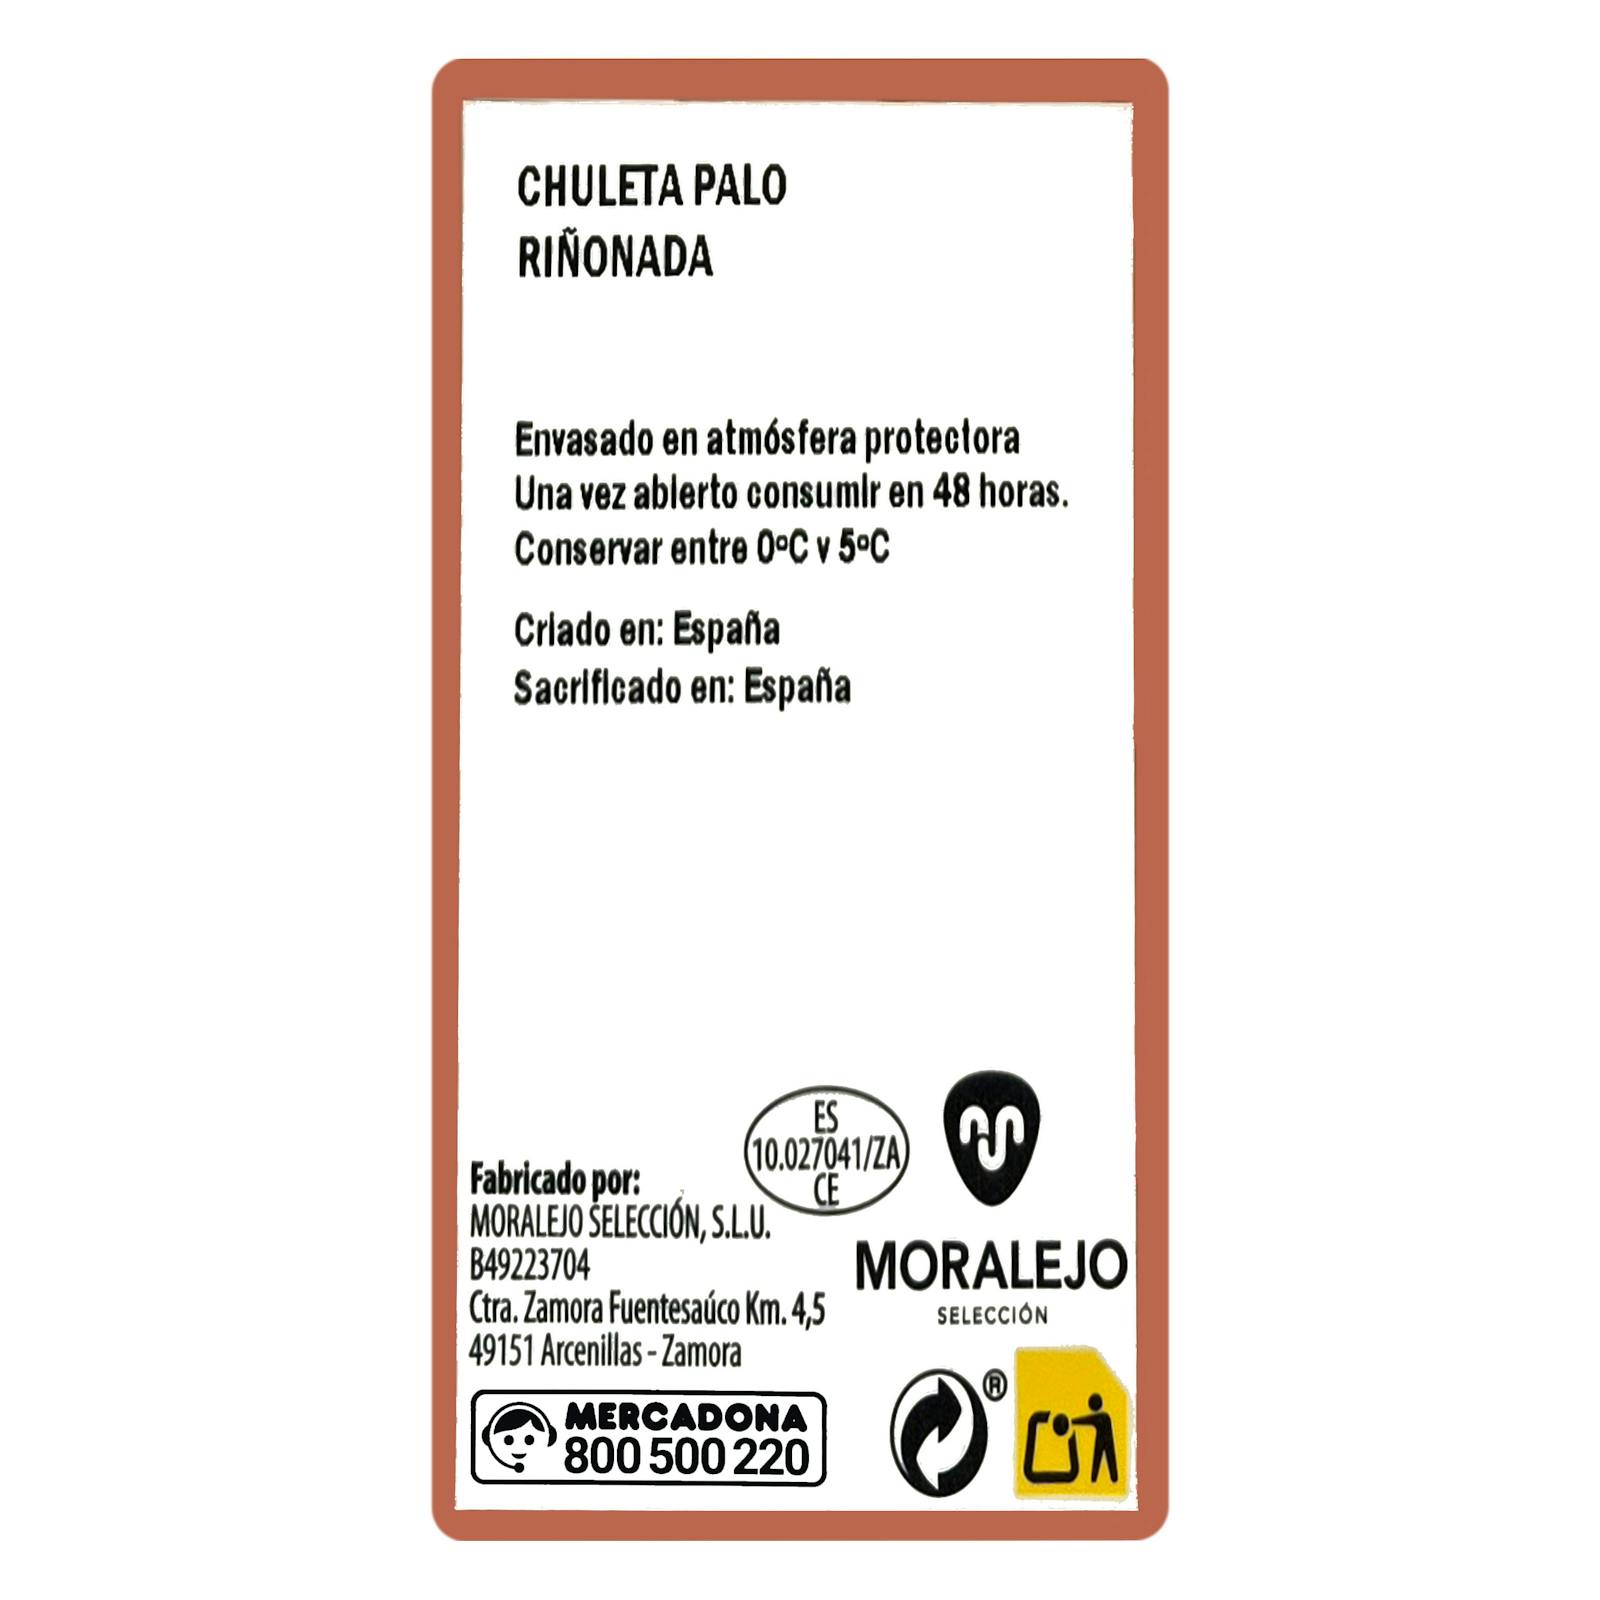 CHULETA PALO
RIÑONADA
Envasado en atmósfera protectora
Una vez abierto consumir en 48 horas.
Conservar entre 0ºC y 5ºC
Criado en: España
Sacrificado en: España
ES
10.027041/ZA
CE
Fabricado por:
MORALEJO SELECCIÓN, S.L.U.
B49223704
Ctra. Zamora Fuentesaúco Km. 4,5
49151 Arcenillas - Zamora
MORALEJO
SELECCIÓN
MERCADONA
800 500 220
®